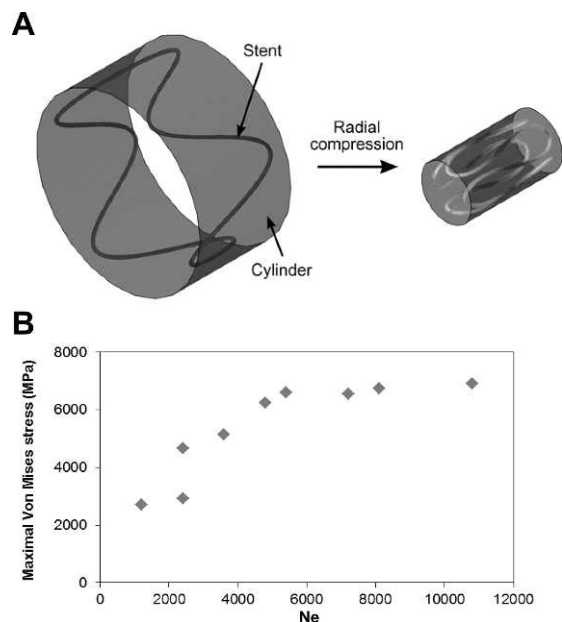 A
Stent
Radial
compression
Cylinder
B
Maximal Von Mises stress (MPa)
8000
6000
4000
2000
0
0 2000 4000 6000 8000 10000 12000
Ne